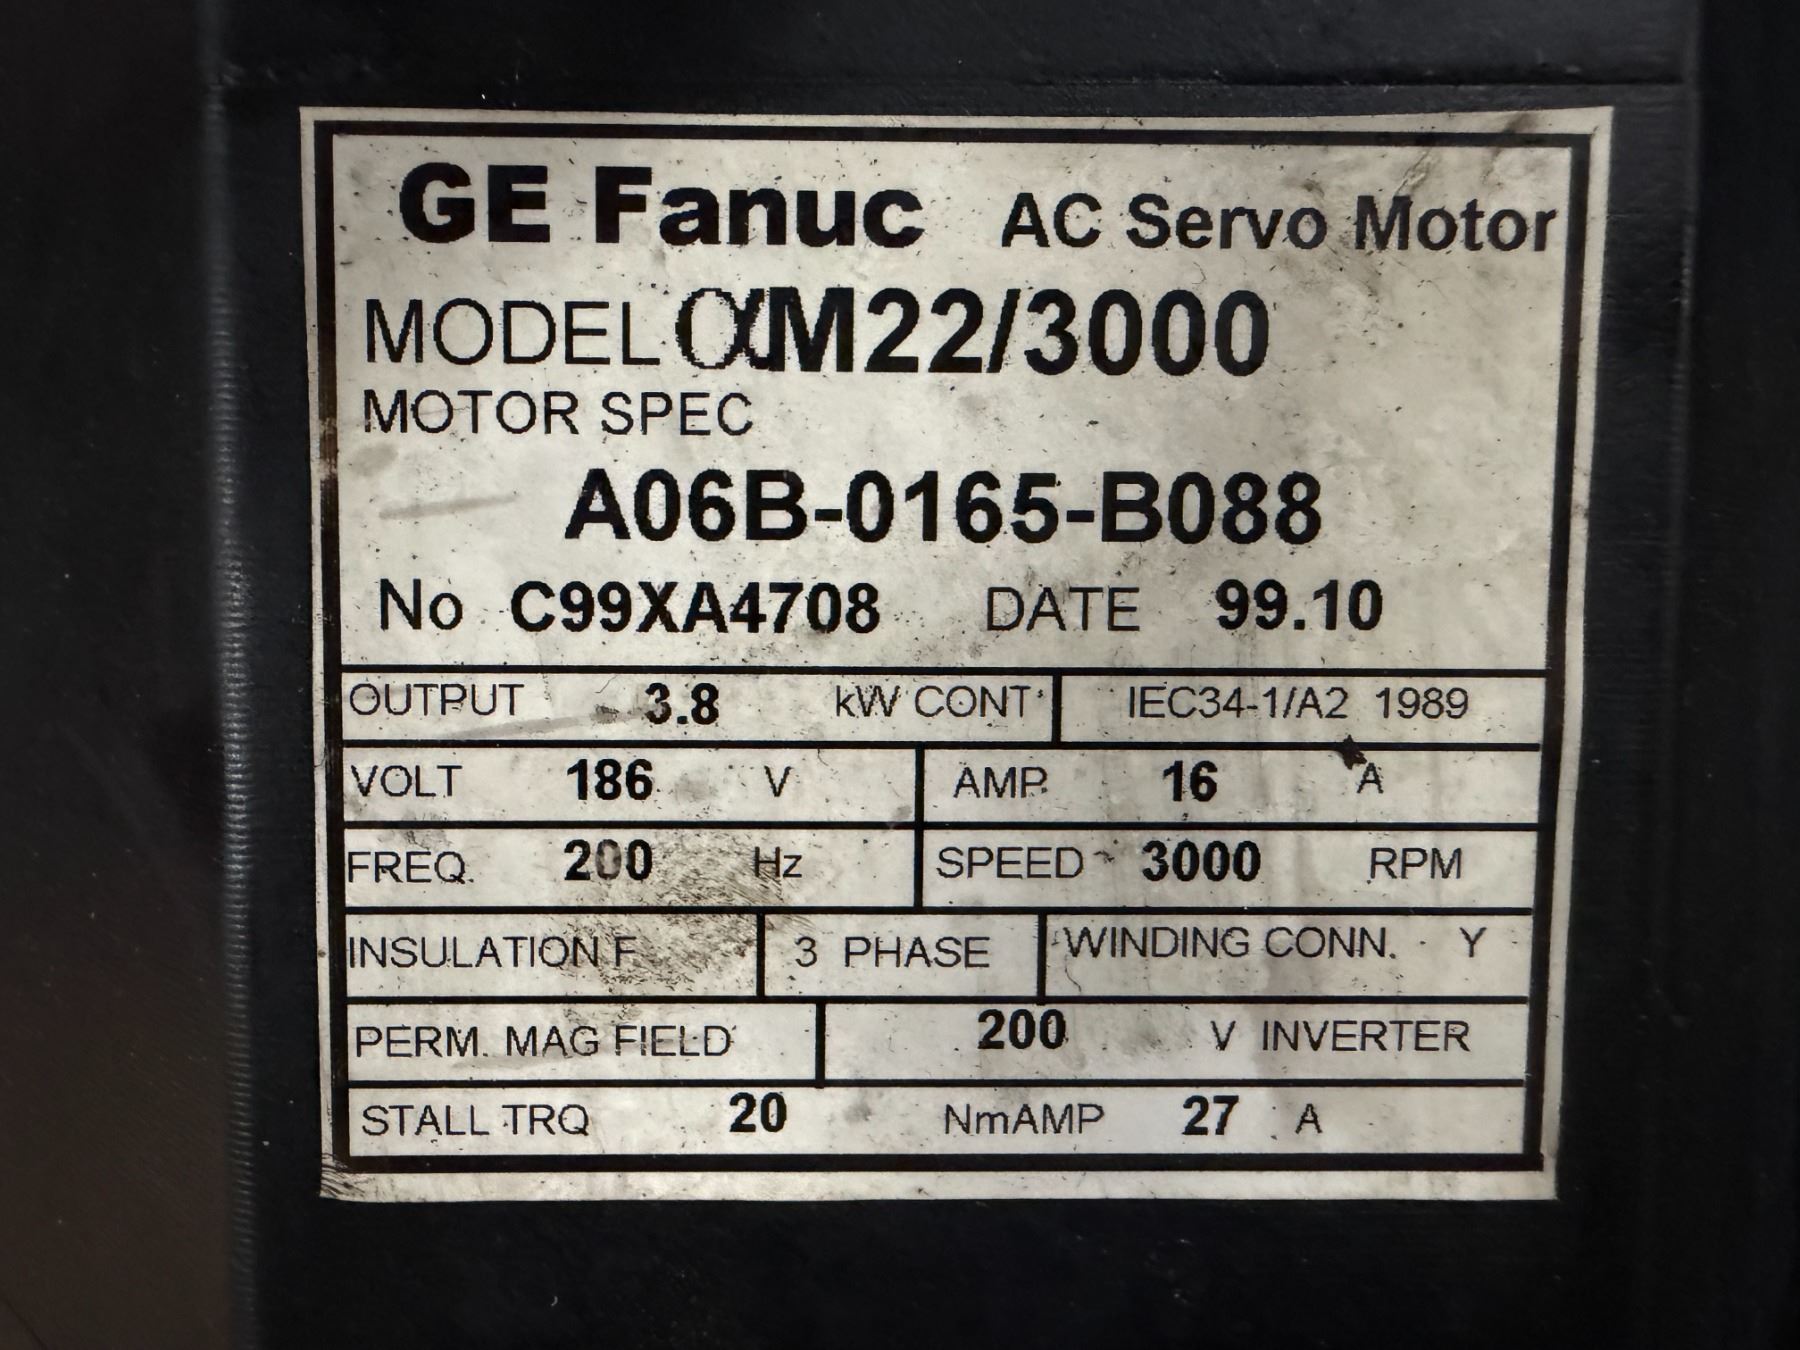 GE Fanuc AC Servo Motor
MODEL αM22/3000
MOTOR SPEC
A06B-0165-B088
No C99XA4708 DATE 99.10
OUTPUT 3.8 kW CONT IEC34-1/A2 1989
VOLT 186 V AMP. 16 A
FREQ. 200 Hz SPEED 3000 RPM
INSULATION F 3 PHASE WINDING CONN. Y
PERM. MAG FIELD 200 V INVERTER
STALL TRQ 20 NmAMP 27 A